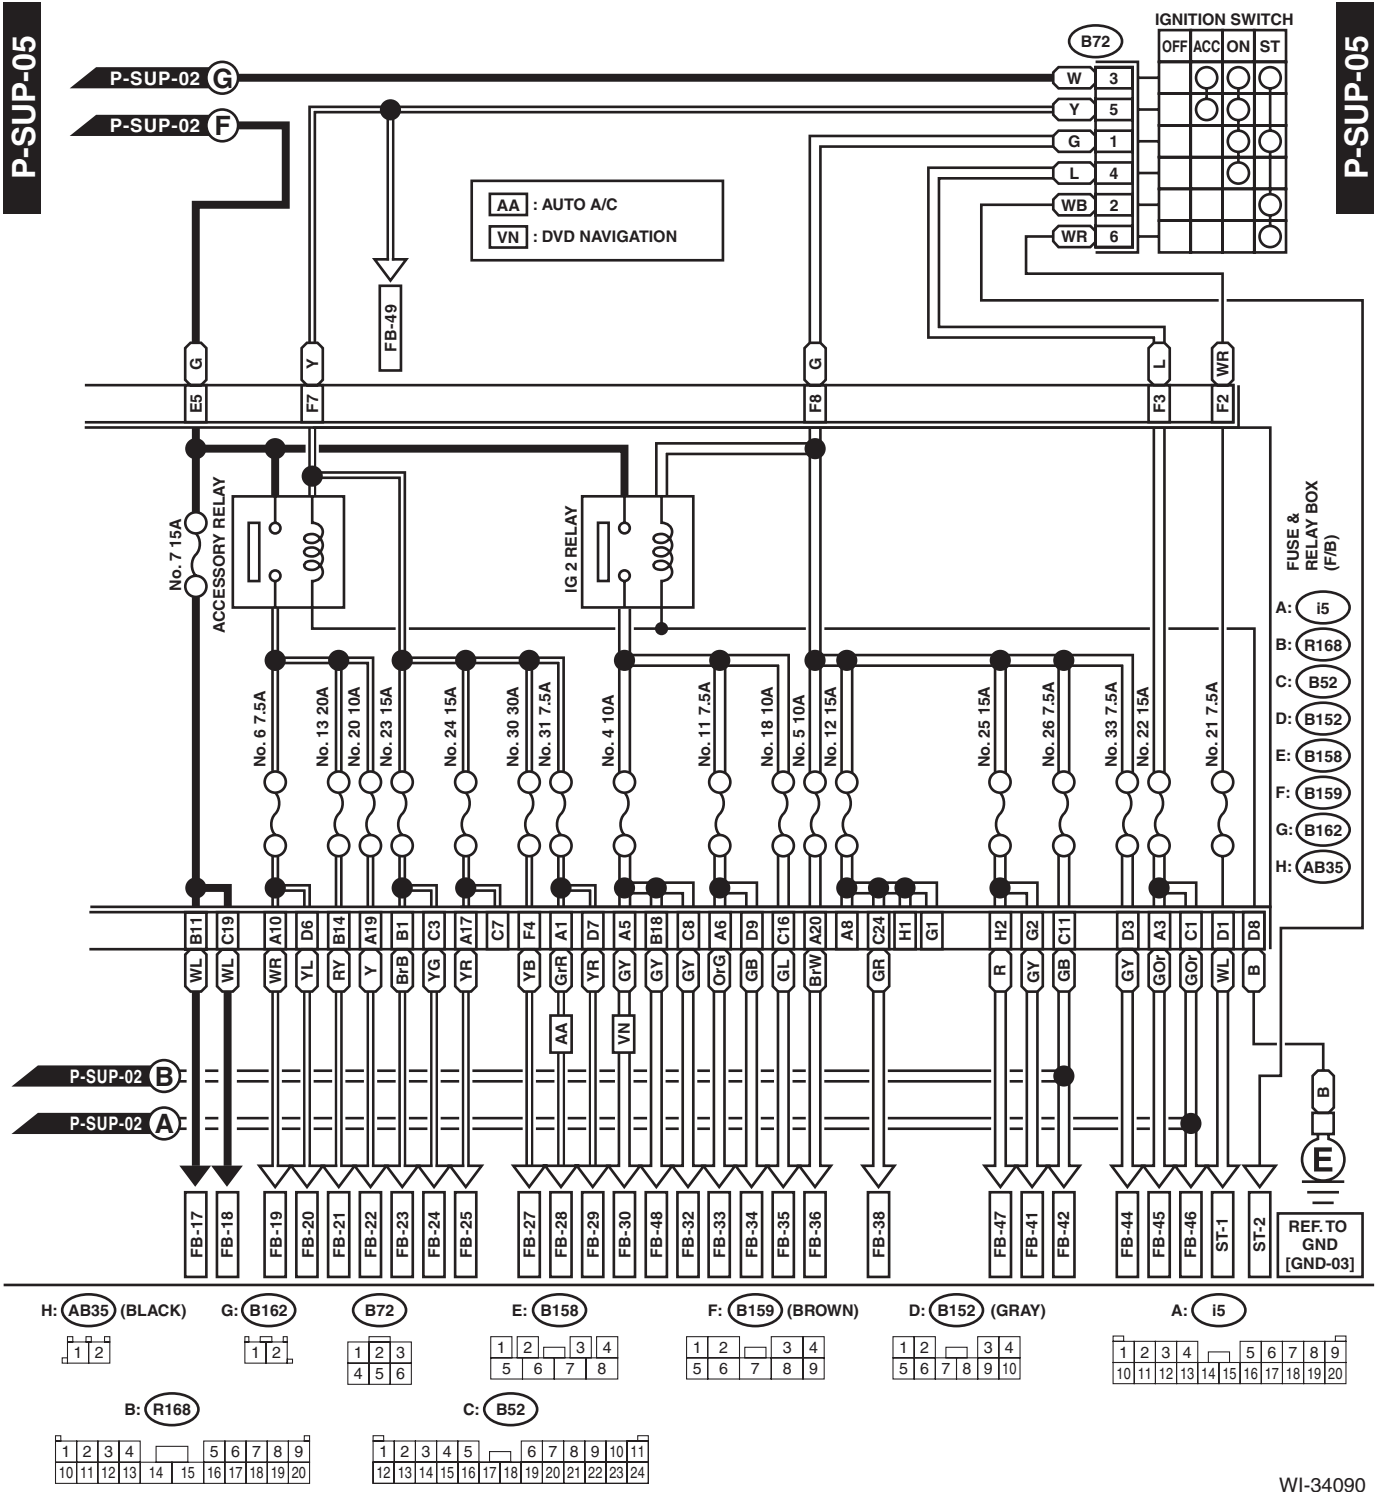 P-SUP-05
P-SUP-05
IGNITION SWITCH
B72
OFF ACC ON ST
P-SUP-02 G
W 3
P-SUP-02 F
Y 5
G 1
L 4
WB 2
WR 6
AA : AUTO A/C
VN : DVD NAVIGATION
FB-49
G Y G L WR
E5 F7 F8 F3 F2
No. 7 15A
ACCESSORY RELAY
IG 2 RELAY
FUSE &
RELAY BOX
(F/B)
A: i5
B: R168
C: B52
D: B152
E: B158
F: B159
G: B162
H: AB35
No. 6 7.5A
No. 13 20A
No. 20 10A
No. 23 15A
No. 24 15A
No. 30 30A
No. 31 7.5A
No. 4 10A
No. 11 7.5A
No. 18 10A
No. 5 10A
No. 12 15A
No. 25 15A
No. 26 7.5A
No. 33 7.5A
No. 22 15A
No. 21 7.5A
B11 C19 A10 D6 B14 A19 B1 C3 A17 C7 F4 A1 D7 A5 B18 C8 A6 D9 C16 A20 A8 C24 H1 G1 H2 G2 C11 D3 A3 C1 D1 D8
WL WL WR YL RY Y BrB YG YR YB GrR YR GY GY GY OrG GB GL BrW GR R GY GB GY GOr GOr WL B
AA VN
P-SUP-02 B
B
P-SUP-02 A
E
FB-17 FB-18 FB-19 FB-20 FB-21 FB-22 FB-23 FB-24 FB-25 FB-27 FB-28 FB-29 FB-30 FB-48 FB-32 FB-33 FB-34 FB-35 FB-36 FB-38 FB-47 FB-41 FB-42 FB-44 FB-45 FB-46 ST-1 ST-2
REF. TO
GND
[GND-03]
H: AB35 (BLACK) G: B162 B72 E: B158 F: B159 (BROWN) D: B152 (GRAY) A: i5
1 2
1 2
1 2 3
4 5 6
1 2 3 4
5 6 7 8
1 2 3 4
5 6 7 8 9
1 2 3 4
5 6 7 8 9 10
1 2 3 4 5 6 7 8 9
10 11 12 13 14 15 16 17 18 19 20
B: R168 C: B52
1 2 3 4 5 6 7 8 9
10 11 12 13 14 15 16 17 18 19 20
1 2 3 4 5 6 7 8 9 10 11
12 13 14 15 16 17 18 19 20 21 22 23 24
WI-34090